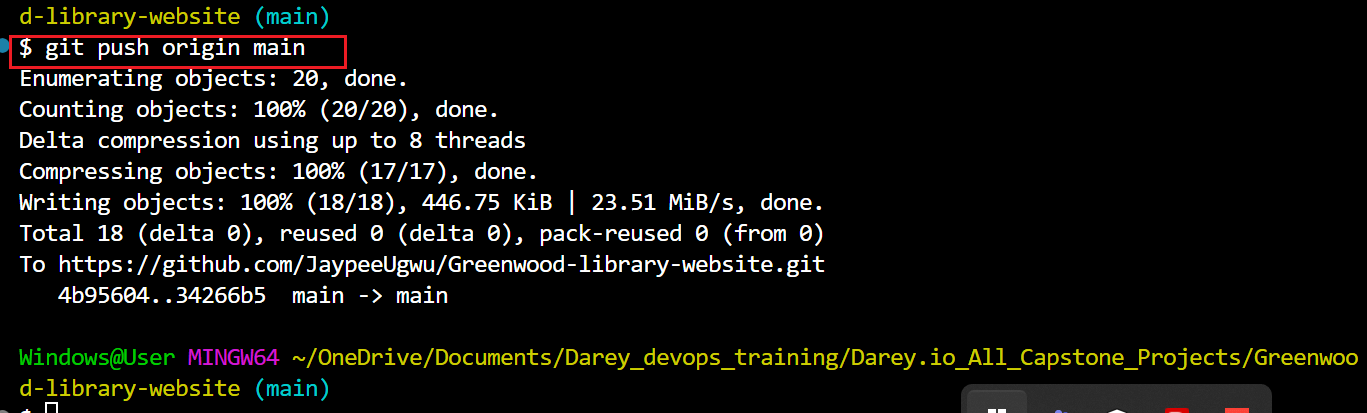 d-library-website (main)
$ git push origin main
Enumerating objects: 20, done.
Counting objects: 100% (20/20), done.
Delta compression using up to 8 threads
Compressing objects: 100% (17/17), done.
Writing objects: 100% (18/18), 446.75 KiB | 23.51 MiB/s, done.
Total 18 (delta 0), reused 0 (delta 0), pack-reused 0 (from 0)
To https://github.com/JaypeeUgwu/Greenwood-library-website.git
   4b95604..34266b5  main -> main
Windows@User MINGW64 ~/OneDrive/Documents/Darey_devops_training/Darey.io_All_Capstone_Projects/Greenwoo
d-library-website (main)
$